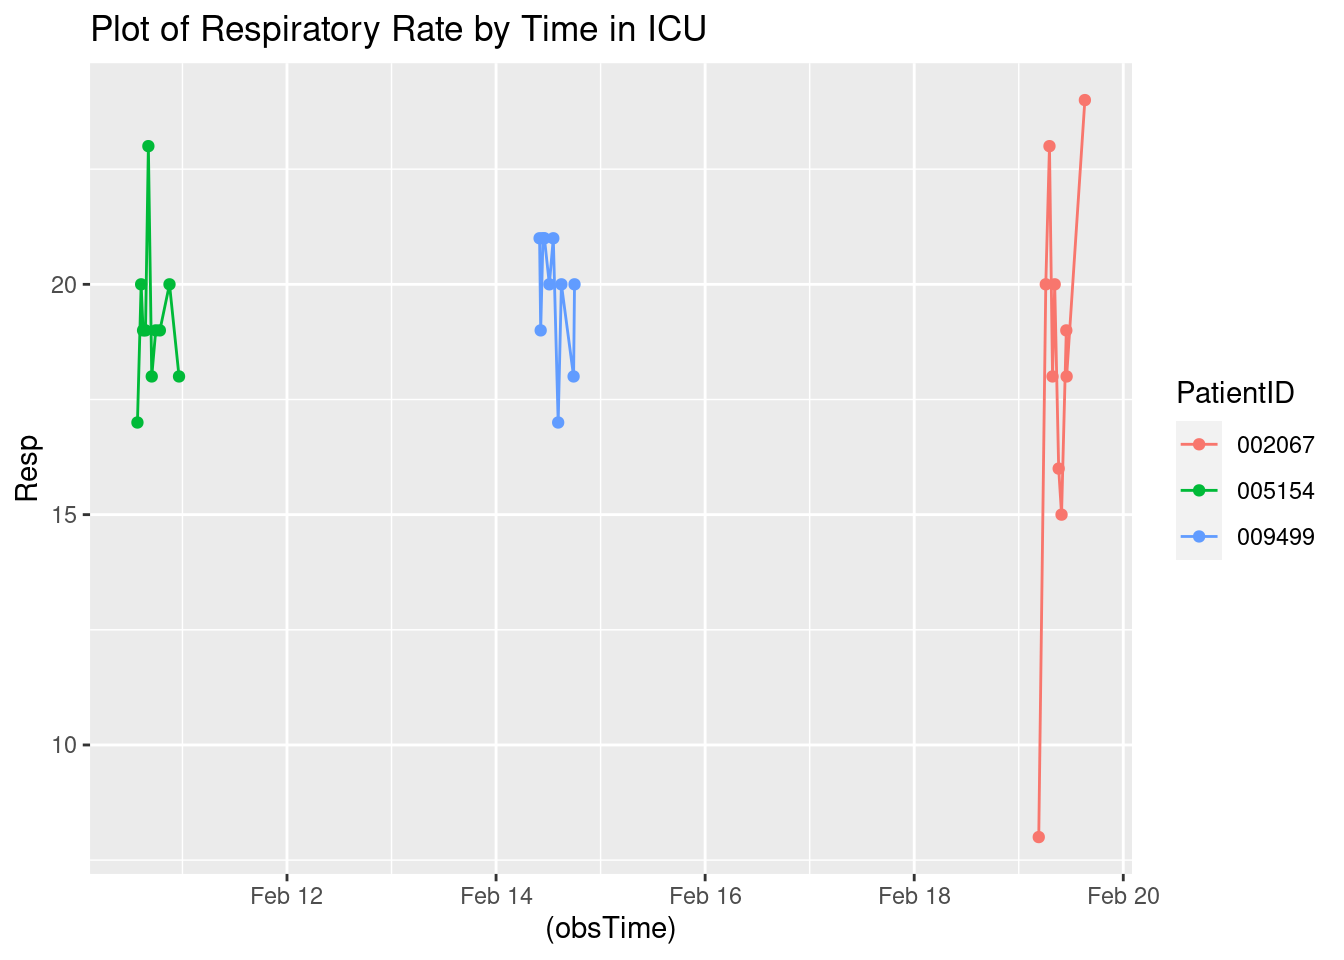 Plot of Respiratory Rate by Time in ICU
Resp
20
15
10
Feb 12
Feb 14
Feb 16
Feb 18
Feb 20
(obsTime)
PatientID
002067
005154
009499